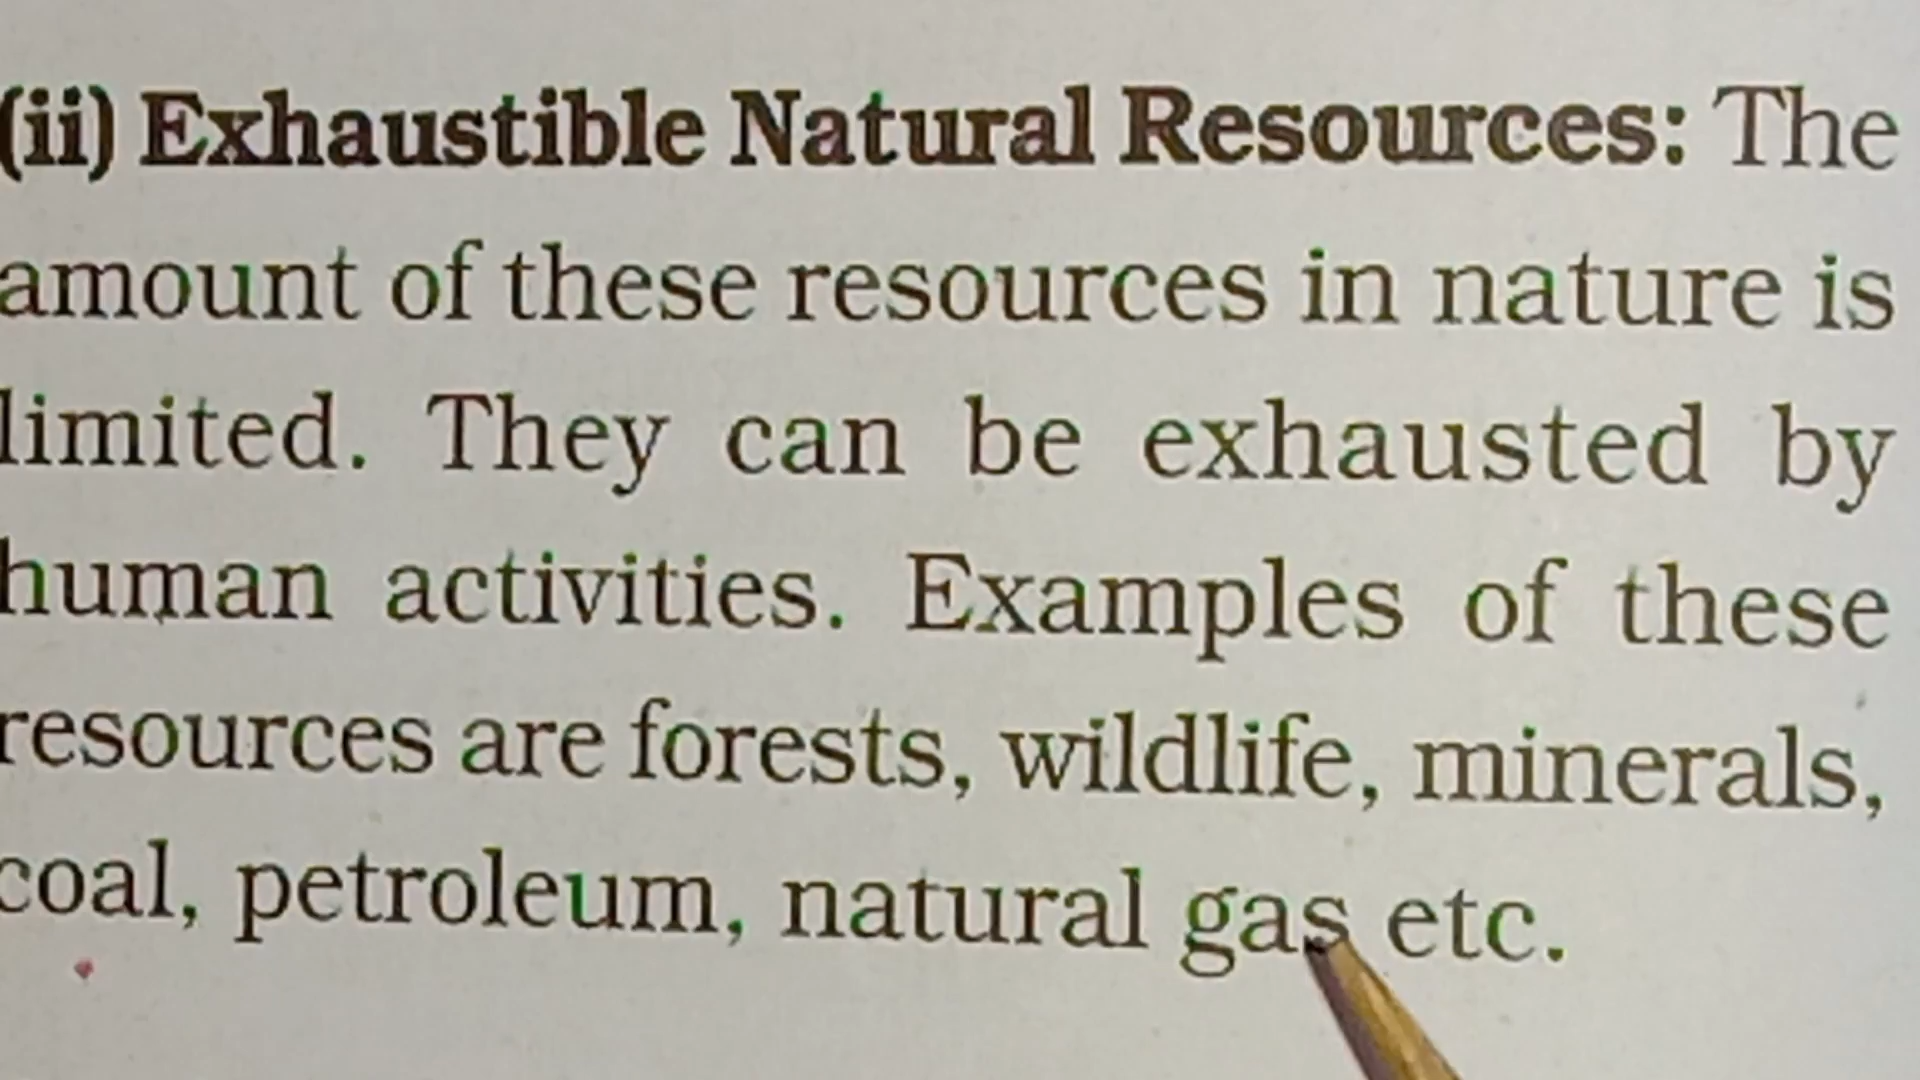 (ii) Exhaustible Natural Resources: The
amount of these resources in nature is
limited. They can be exhausted by
human activities. Examples of these
resources are forests, wildlife, minerals,
coal, petroleum, natural gas etc.